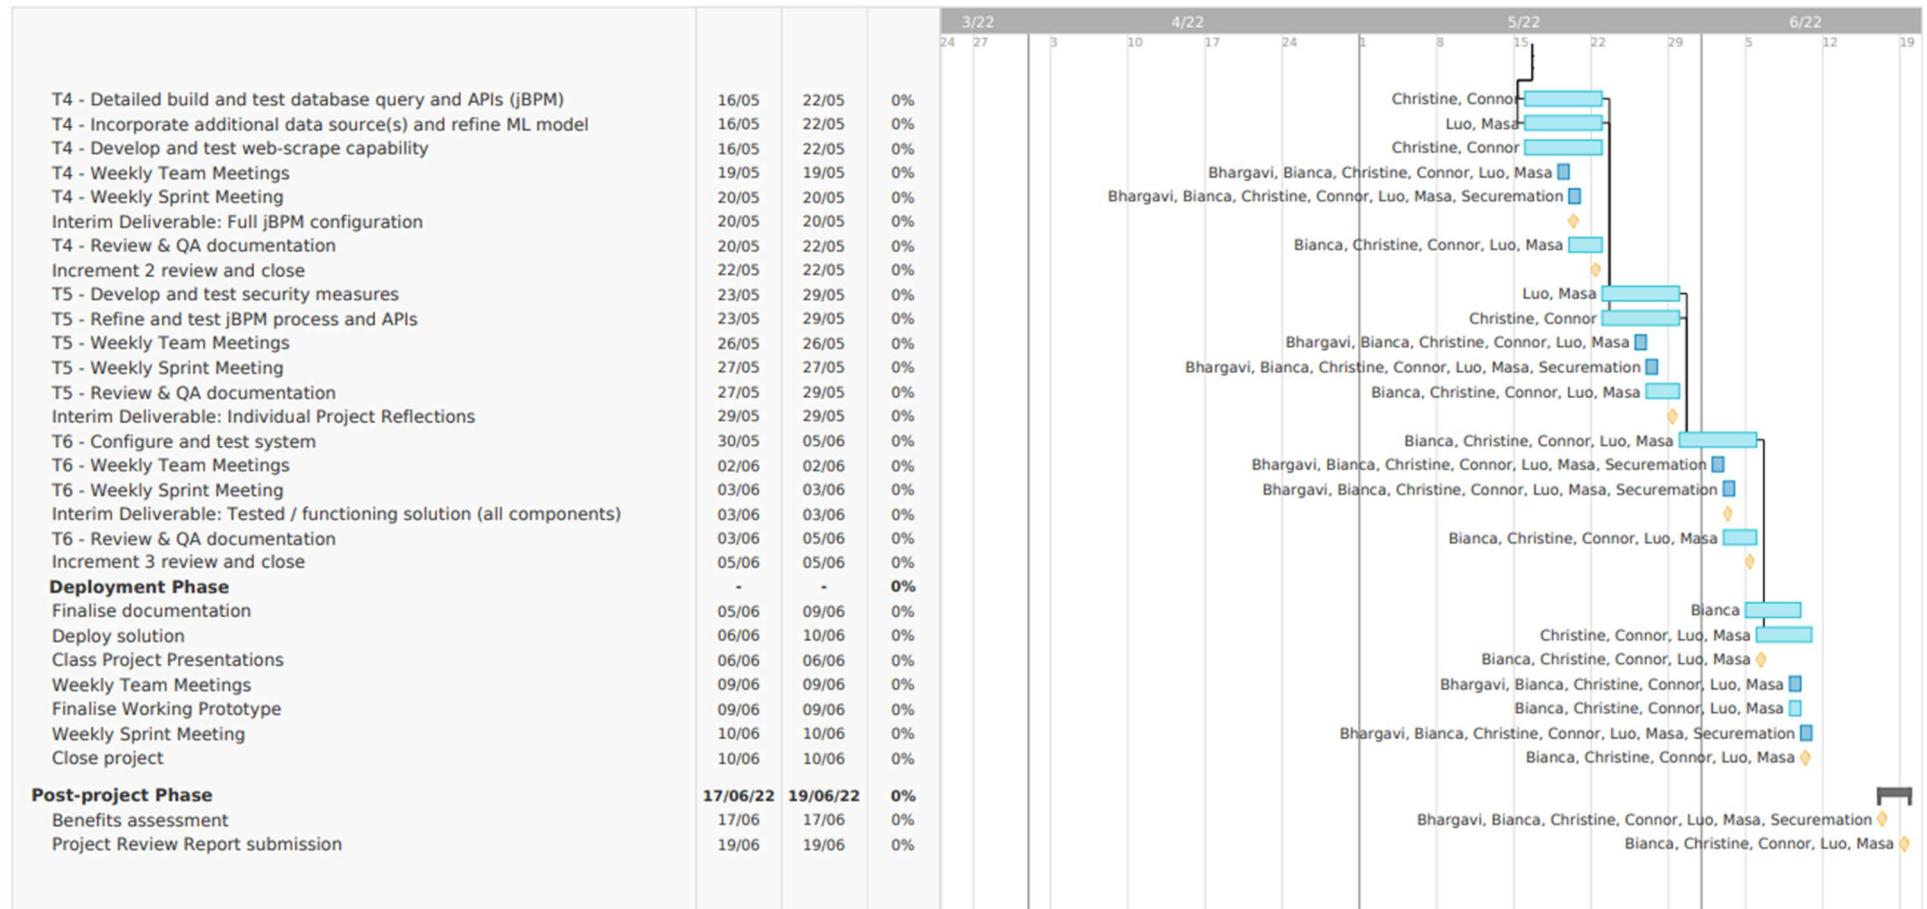 3/22 4/22 5/22 6/22
24 27 3 10 17 24 1 8 15 22 29 5 12 19
T4 - Detailed build and test database query and APIs (jBPM) 16/05 22/05 0% Christine, Connor
T4 - Incorporate additional data source(s) and refine ML model 16/05 22/05 0% Luo, Masa
T4 - Develop and test web-scrape capability 16/05 22/05 0% Christine, Connor
T4 - Weekly Team Meetings 19/05 19/05 0% Bhargavi, Bianca, Christine, Connor, Luo, Masa
T4 - Weekly Sprint Meeting 20/05 20/05 0% Bhargavi, Bianca, Christine, Connor, Luo, Masa, Securemation
Interim Deliverable: Full jBPM configuration 20/05 20/05 0%
T4 - Review & QA documentation 20/05 22/05 0% Bianca, Christine, Connor, Luo, Masa
Increment 2 review and close 22/05 22/05 0%
T5 - Develop and test security measures 23/05 29/05 0% Luo, Masa
T5 - Refine and test jBPM process and APIs 23/05 29/05 0% Christine, Connor
T5 - Weekly Team Meetings 26/05 26/05 0% Bhargavi, Bianca, Christine, Connor, Luo, Masa
T5 - Weekly Sprint Meeting 27/05 27/05 0% Bhargavi, Bianca, Christine, Connor, Luo, Masa, Securemation
T5 - Review & QA documentation 27/05 29/05 0% Bianca, Christine, Connor, Luo, Masa
Interim Deliverable: Individual Project Reflections 29/05 29/05 0%
T6 - Configure and test system 30/05 05/06 0% Bianca, Christine, Connor, Luo, Masa
T6 - Weekly Team Meetings 02/06 02/06 0% Bhargavi, Bianca, Christine, Connor, Luo, Masa, Securemation
T6 - Weekly Sprint Meeting 03/06 03/06 0% Bhargavi, Bianca, Christine, Connor, Luo, Masa, Securemation
Interim Deliverable: Tested / functioning solution (all components) 03/06 03/06 0%
T6 - Review & QA documentation 03/06 05/06 0% Bianca, Christine, Connor, Luo, Masa
Increment 3 review and close 05/06 05/06 0%
Deployment Phase - - 0%
Finalise documentation 05/06 09/06 0% Bianca
Deploy solution 06/06 10/06 0% Christine, Connor, Luo, Masa
Class Project Presentations 06/06 06/06 0% Bianca, Christine, Connor, Luo, Masa
Weekly Team Meetings 09/06 09/06 0% Bhargavi, Bianca, Christine, Connor, Luo, Masa
Finalise Working Prototype 09/06 09/06 0% Bianca, Christine, Connor, Luo, Masa
Weekly Sprint Meeting 10/06 10/06 0% Bhargavi, Bianca, Christine, Connor, Luo, Masa, Securemation
Close project 10/06 10/06 0% Bianca, Christine, Connor, Luo, Masa
Post-project Phase 17/06/22 19/06/22 0%
Benefits assessment 17/06 17/06 0% Bhargavi, Bianca, Christine, Connor, Luo, Masa, Securemation
Project Review Report submission 19/06 19/06 0% Bianca, Christine, Connor, Luo, Masa